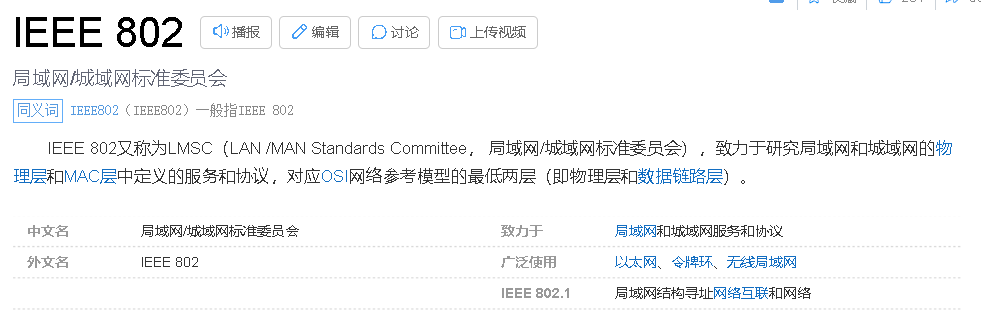 IEEE 802 播报 编辑 讨论 上传视频
局域网/城域网标准委员会
同义词 IEEE802（IEEE802）一般指IEEE 802
IEEE 802又称为LMSC（LAN /MAN Standards Committee， 局域网/城域网标准委员会），致力于研究局域网和城域网的物
理层和MAC层中定义的服务和协议，对应OSI网络参考模型的最低两层（即物理层和数据链路层）。
中文名 局域网/城域网标准委员会 致力于 局域网和城域网服务和协议
外文名 IEEE 802 广泛使用 以太网、令牌环、无线局域网
IEEE 802.1 局域网结构寻址网络互联和网络